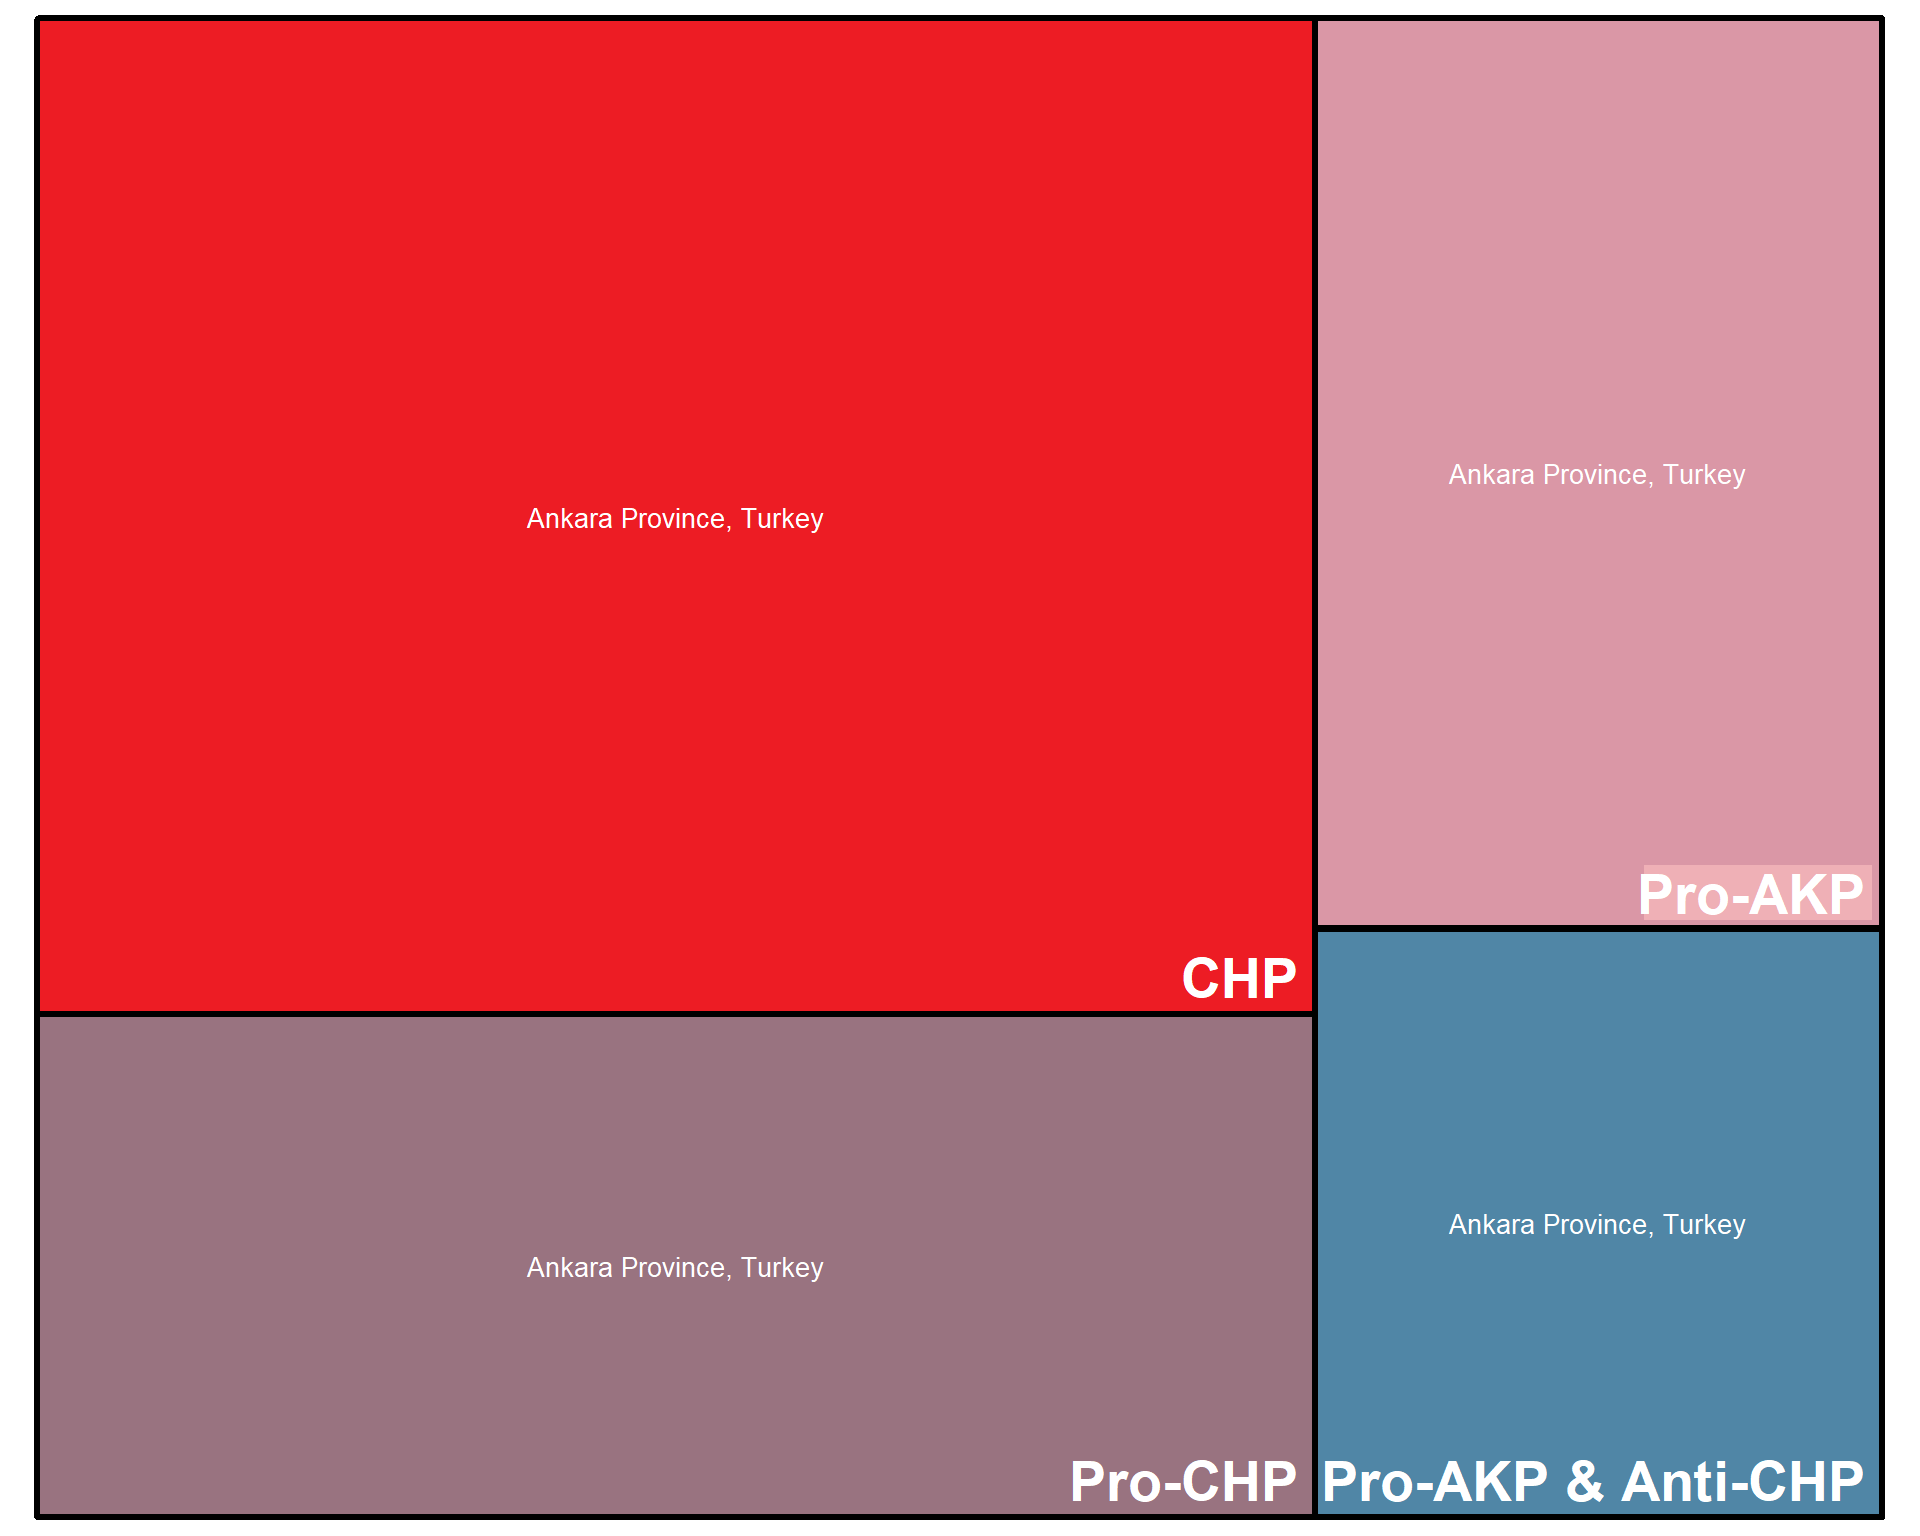 Ankara Province, Turkey
CHP
Ankara Province, Turkey
Pro-AKP
Ankara Province, Turkey
Pro-CHP
Ankara Province, Turkey
Pro-AKP & Anti-CHP